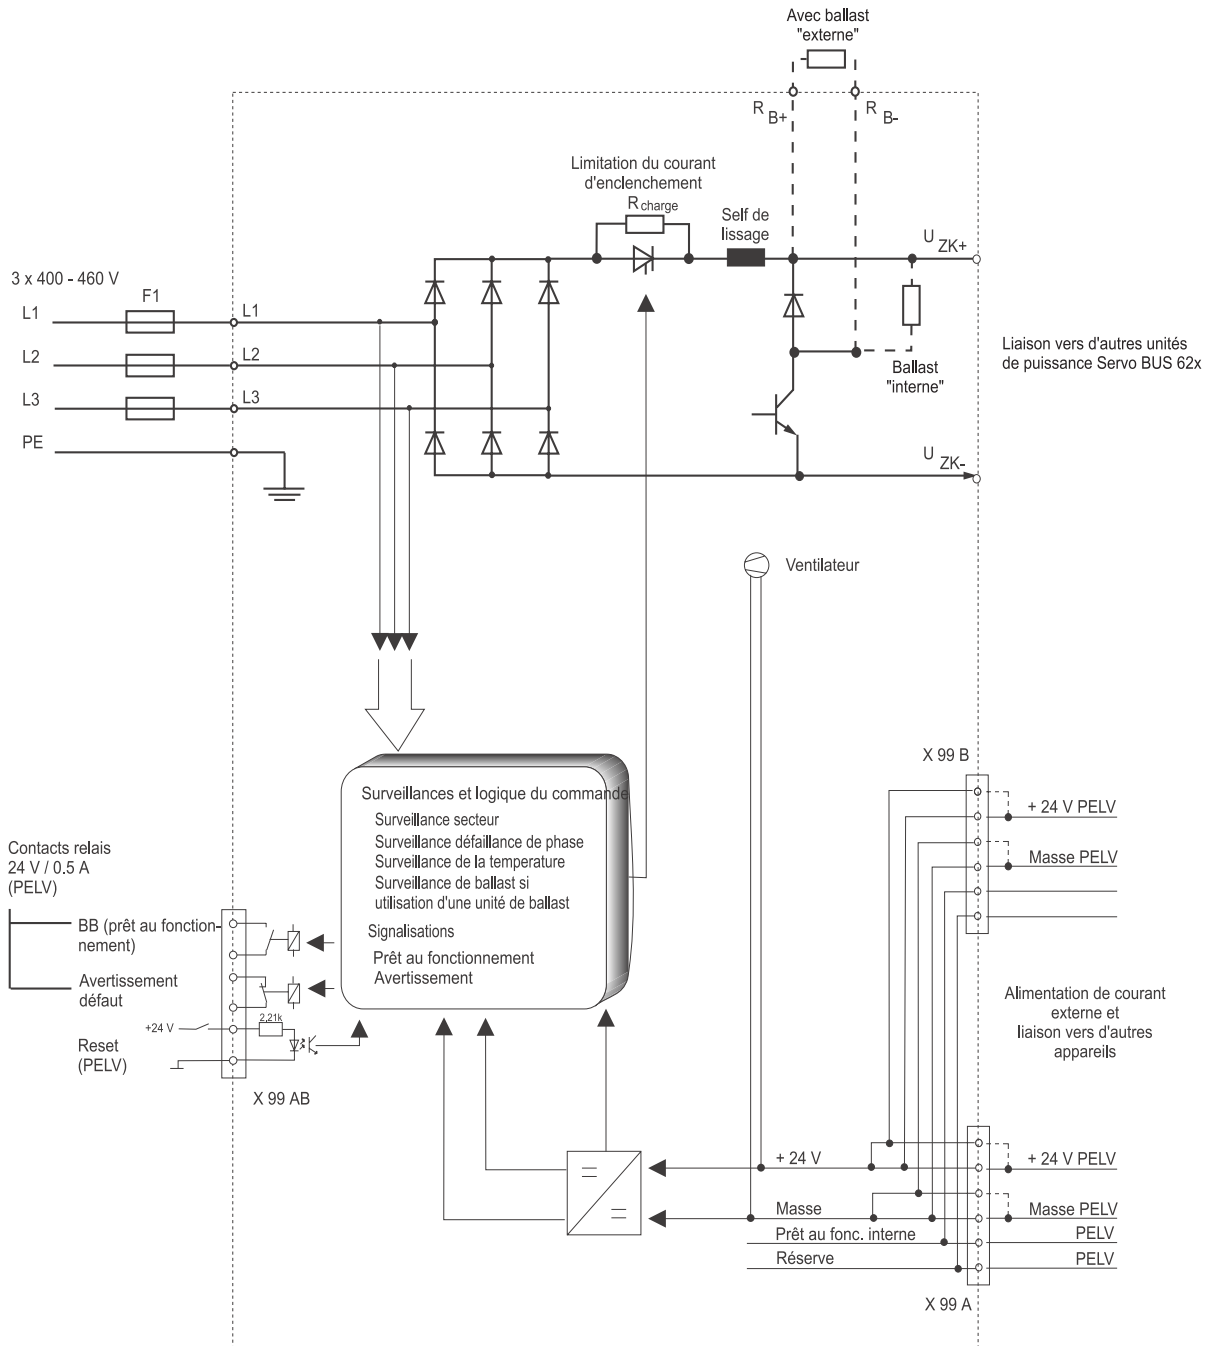 Avec ballast
"externe"
R B+
R B-
Limitation du courant
d'enclenchement
R charge
Self de
lissage
U ZK+
3 x 400 - 460 V
F1
L1
L1
L2
L2
L3
L3
PE
Liaison vers d'autres unités
de puissance Servo BUS 62x
Ballast
"interne"
U ZK-
Ventilateur
X 99 B
+ 24 V PELV
Masse PELV
Surveillances et logique du commande
Surveillance secteur
Surveillance défaillance de phase
Surveillance de la temperature
Surveillance de ballast si
utilisation d'une unité de ballast
Signalisations
Prêt au fonctionnement
Avertissement
Contacts relais
24 V / 0.5 A
(PELV)
BB (prêt au fonction-
nement)
Avertissement
défaut
+24 V
2,21k
Reset
(PELV)
X 99 AB
Alimentation de courant
externe et
liaison vers d'autres
appareils
+ 24 V
+ 24 V PELV
Masse
Masse PELV
Prêt au fonc. interne
PELV
Réserve
PELV
X 99 A